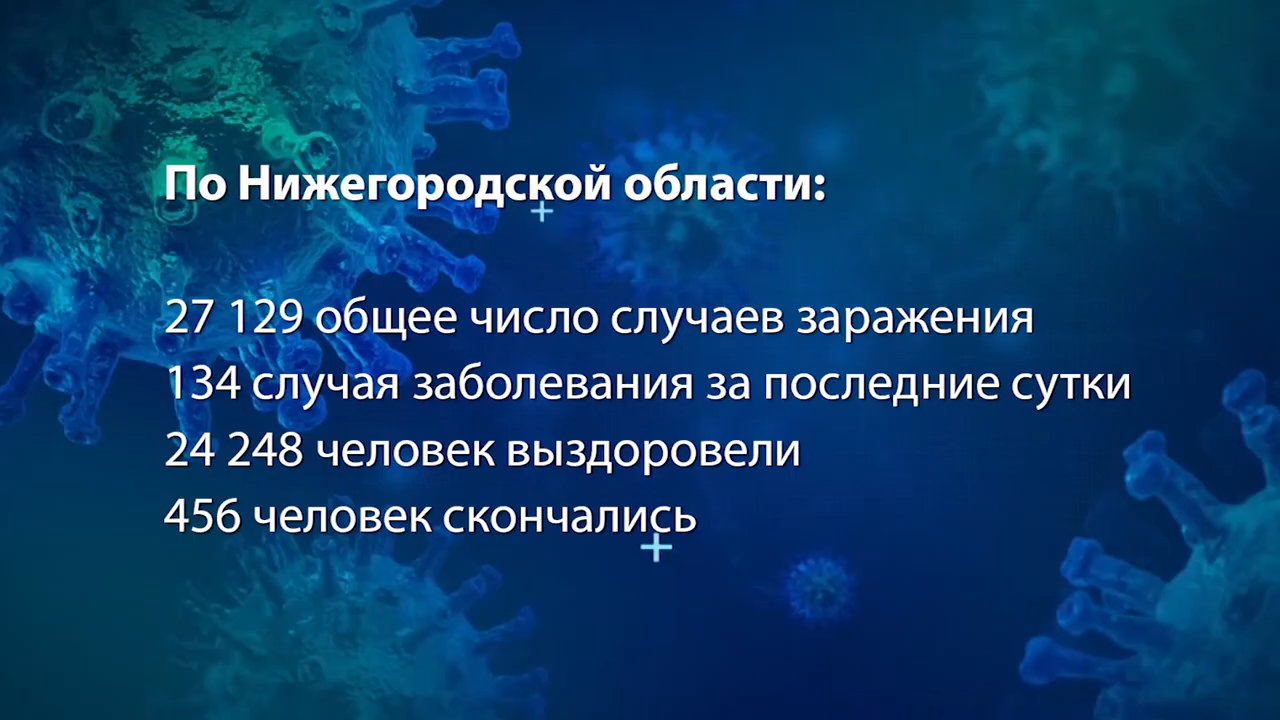 По Нижегородской области:
27 129 общее число случаев заражения
134 случая заболевания за последние сутки
24 248 человек выздоровели
456 человек скончались